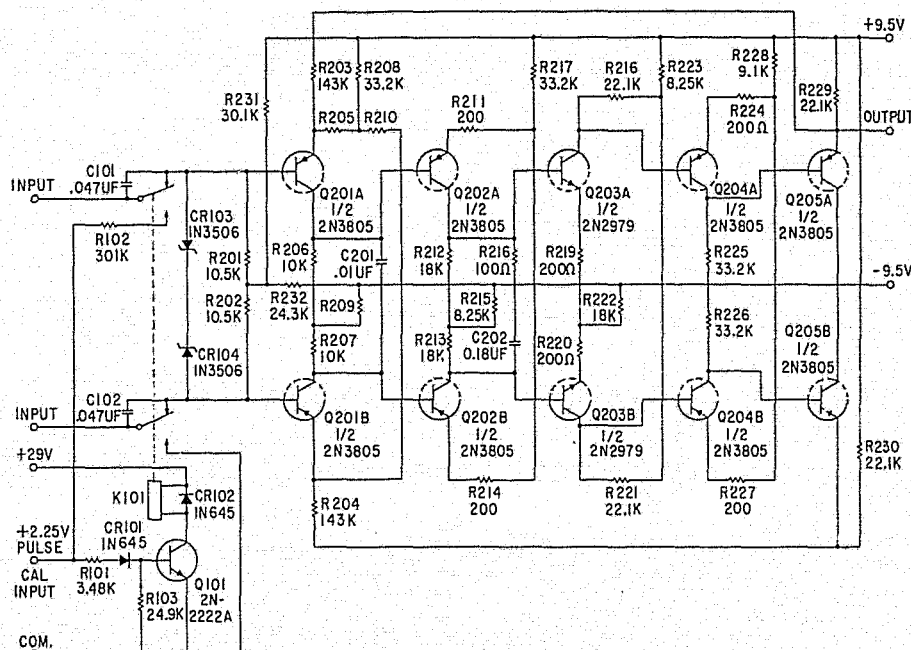 +9.5V
R203
143K
R208
33.2K
R231
30.1K
R205
R210
R211
200
R217
33.2K
R216
22.1K
R223
8.25K
R228
9.1K
R224
200Ω
R229
22.1K
OUTPUT
C101
.047UF
INPUT
R102
301K
CR103
IN3506
Q201A
1/2
2N3805
Q202A
1/2
2N3805
Q203A
1/2
2N2979
Q204A
1/2
2N3805
Q205A
1/2
2N3805
R201
10.5K
R206
10K
C201
.01UF
R212
18K
R216
100Ω
R219
200Ω
R225
33.2K
-9.5V
R202
10.5K
R232
24.3K
R209
R215
8.25K
R222
18K
R207
10K
R213
18K
C202
0.18UF
R220
200Ω
R226
33.2K
CR104
IN3506
Q205B
1/2
2N3805
C102
.047UF
INPUT
Q201B
1/2
2N3805
Q202B
1/2
2N3805
Q203B
1/2
2N2979
Q204B
1/2
2N3805
R230
22.1K
+29V
K101
CR102
IN645
R204
143K
R214
200
R221
22.1K
R227
200
+2.25V
PULSE
CAL
INPUT
CR101
IN645
R101
3.48K
R103
24.9K
Q101
2N-
2222A
COM.